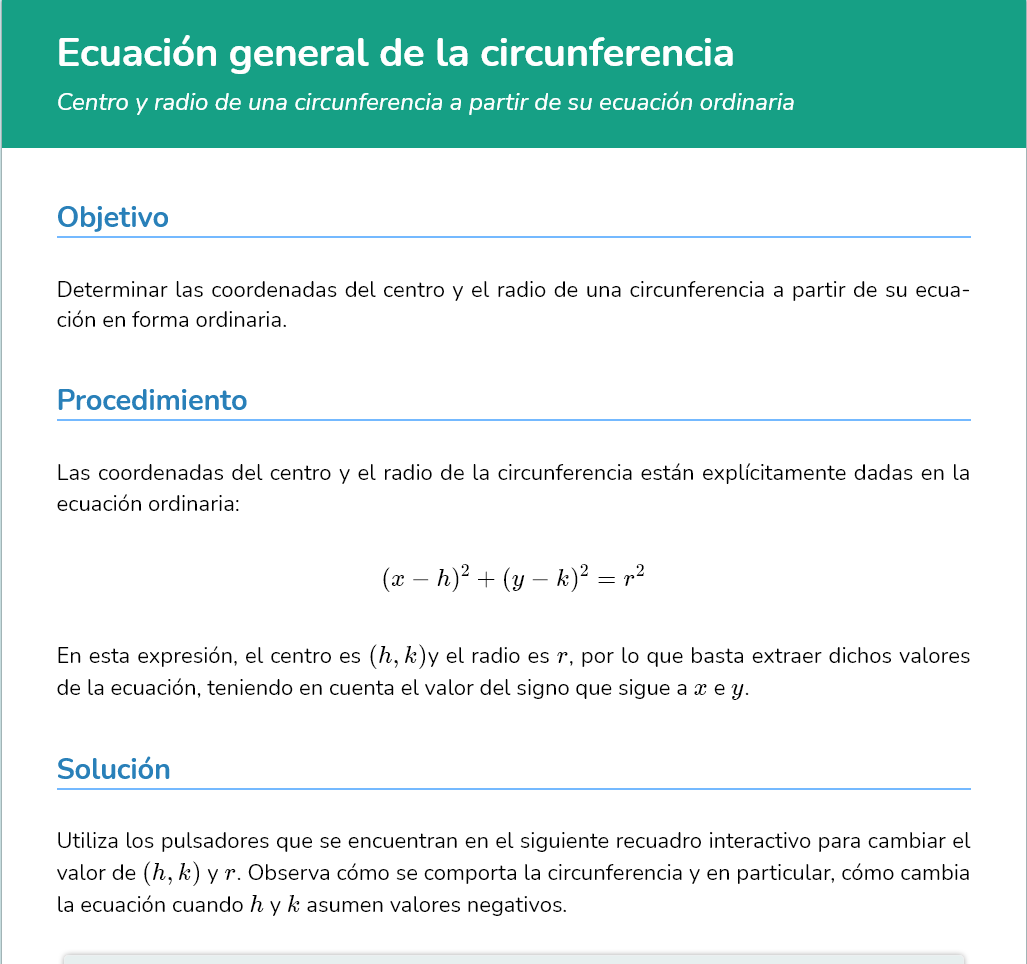 Ecuación general de la circunferencia
Centro y radio de una circunferencia a partir de su ecuación ordinaria
Objetivo
Determinar las coordenadas del centro y el radio de una circunferencia a partir de su ecua-
ción en forma ordinaria.
Procedimiento
Las coordenadas del centro y el radio de la circunferencia están explícitamente dadas en la
ecuación ordinaria:
(x − h)² + (y − k)² = r²
En esta expresión, el centro es (h, k)y el radio es r, por lo que basta extraer dichos valores
de la ecuación, teniendo en cuenta el valor del signo que sigue a x e y.
Solución
Utiliza los pulsadores que se encuentran en el siguiente recuadro interactivo para cambiar el
valor de (h, k) y r. Observa cómo se comporta la circunferencia y en particular, cómo cambia
la ecuación cuando h y k asumen valores negativos.